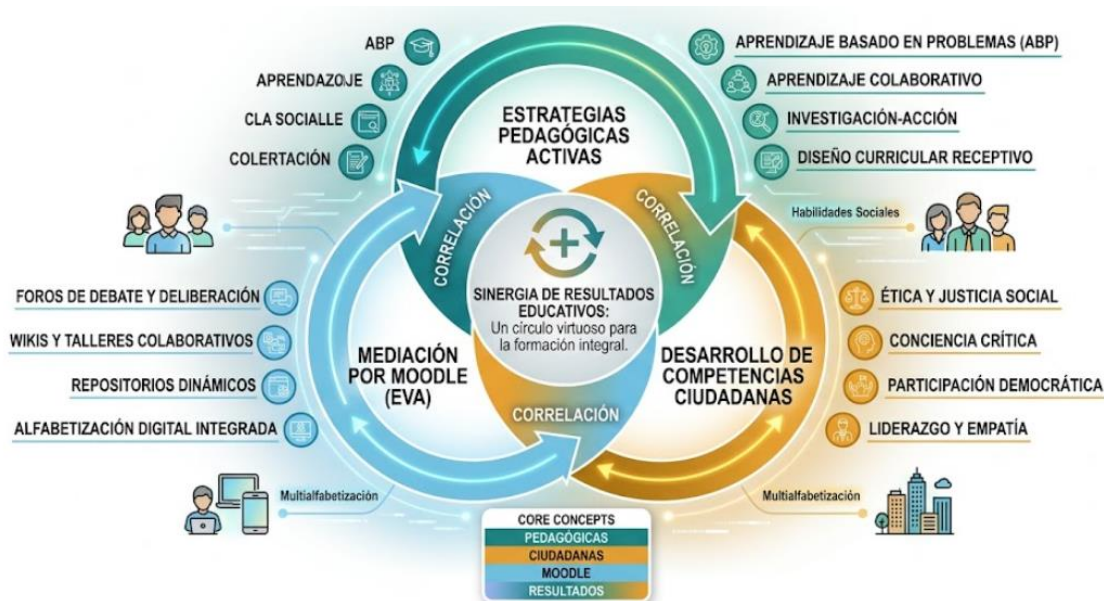 ABP
APRENDAZOJE
CLA SOCIALLE
COLERTACIÓN
APRENDIZAJE BASADO EN PROBLEMAS (ABP)
APRENDIZAJE COLABORATIVO
INVESTIGACIÓN-ACCIÓN
DISEÑO CURRICULAR RECEPTIVO
ESTRATEGIAS
PEDAGÓGICAS
ACTIVAS
CORRELACIÓN
CORRELACIÓN
Habilidades Sociales
SINERGIA DE RESULTADOS
EDUCATIVOS:
Un círculo virtuoso para
la formación integral.
FOROS DE DEBATE Y DELIBERACIÓN
WIKIS Y TALLERES COLABORATIVOS
REPOSITORIOS DINÁMICOS
ALFABETIZACIÓN DIGITAL INTEGRADA
MEDIACIÓN
POR MOODLE
(EVA)
DESARROLLO DE
COMPETENCIAS
CIUDADANAS
ÉTICA Y JUSTICIA SOCIAL
CONCIENCIA CRÍTICA
PARTICIPACIÓN DEMOCRÁTICA
LIDERAZGO Y EMPATÍA
CORRELACIÓN
Multialfabetización
Multialfabetización
CORE CONCEPTS
PEDAGÓGICAS
CIUDADANAS
MOODLE
RESULTADOS